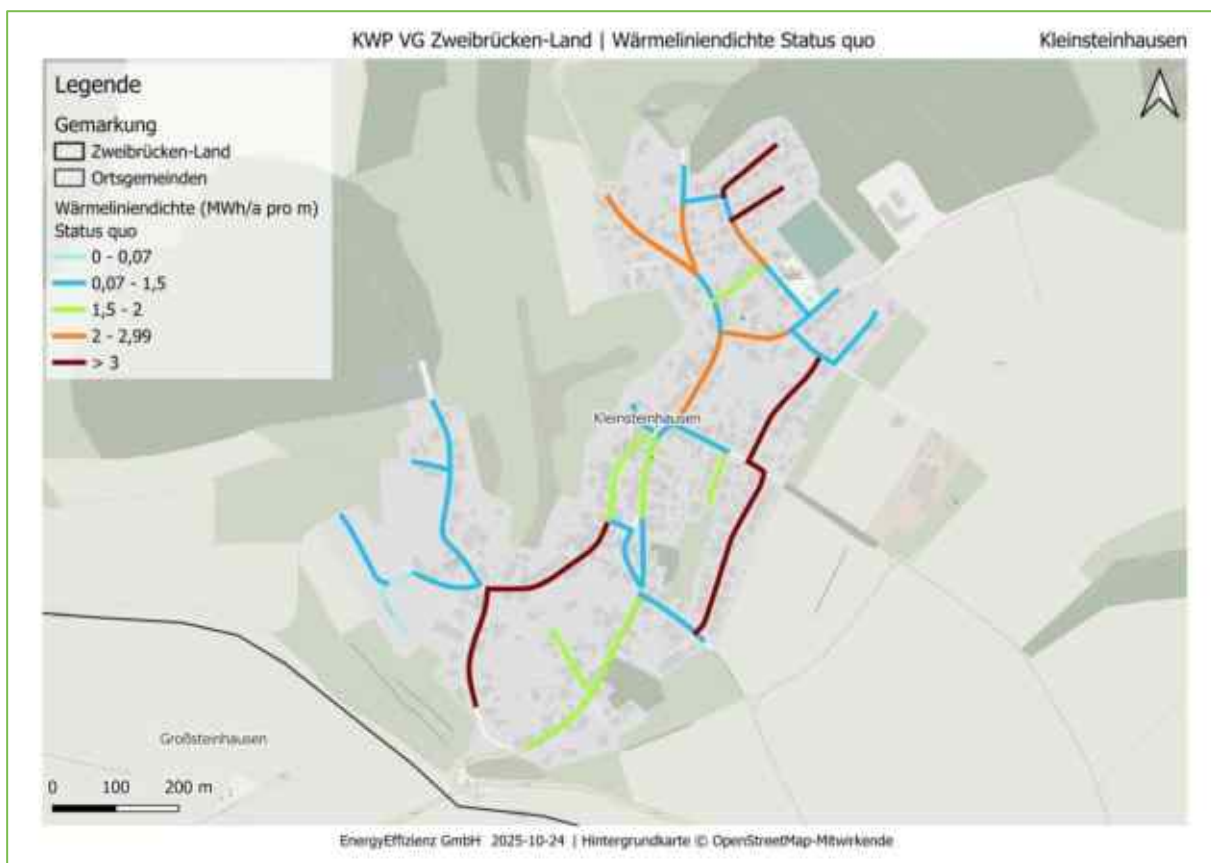 KWP VG Zweibrücken-Land | Wärmeliniendichte Status quo
Kleinsteinhausen
Legende
Gemarkung
Zweibrücken-Land
Ortsgemeinden
Wärmeliniendichte (MWh/a pro m)
Status quo
0 - 0,07
0,07 - 1,5
1,5 - 2
2 - 2,99
> 3
Kleinsteinhausen
Großsteinhausen
0 100 200 m
EnergyEffizienz GmbH 2025-10-24 | Hintergrundkarte © OpenStreetMap-Mitwirkende